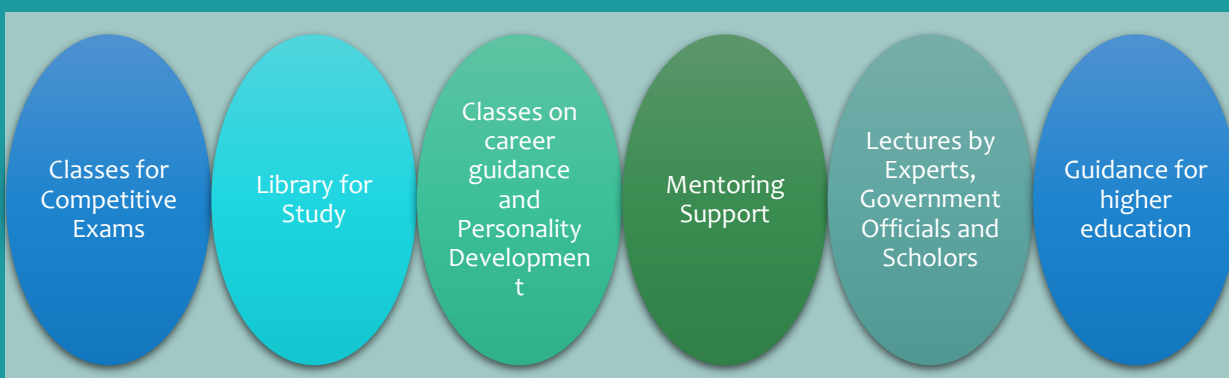 Classes for
Competitive
Exams
Library for
Study
Classes on
career
guidance
and
Personality
Developmen
t
Mentoring
Support
Lectures by
Experts,
Government
Officials and
Scholors
Guidance for
higher
education